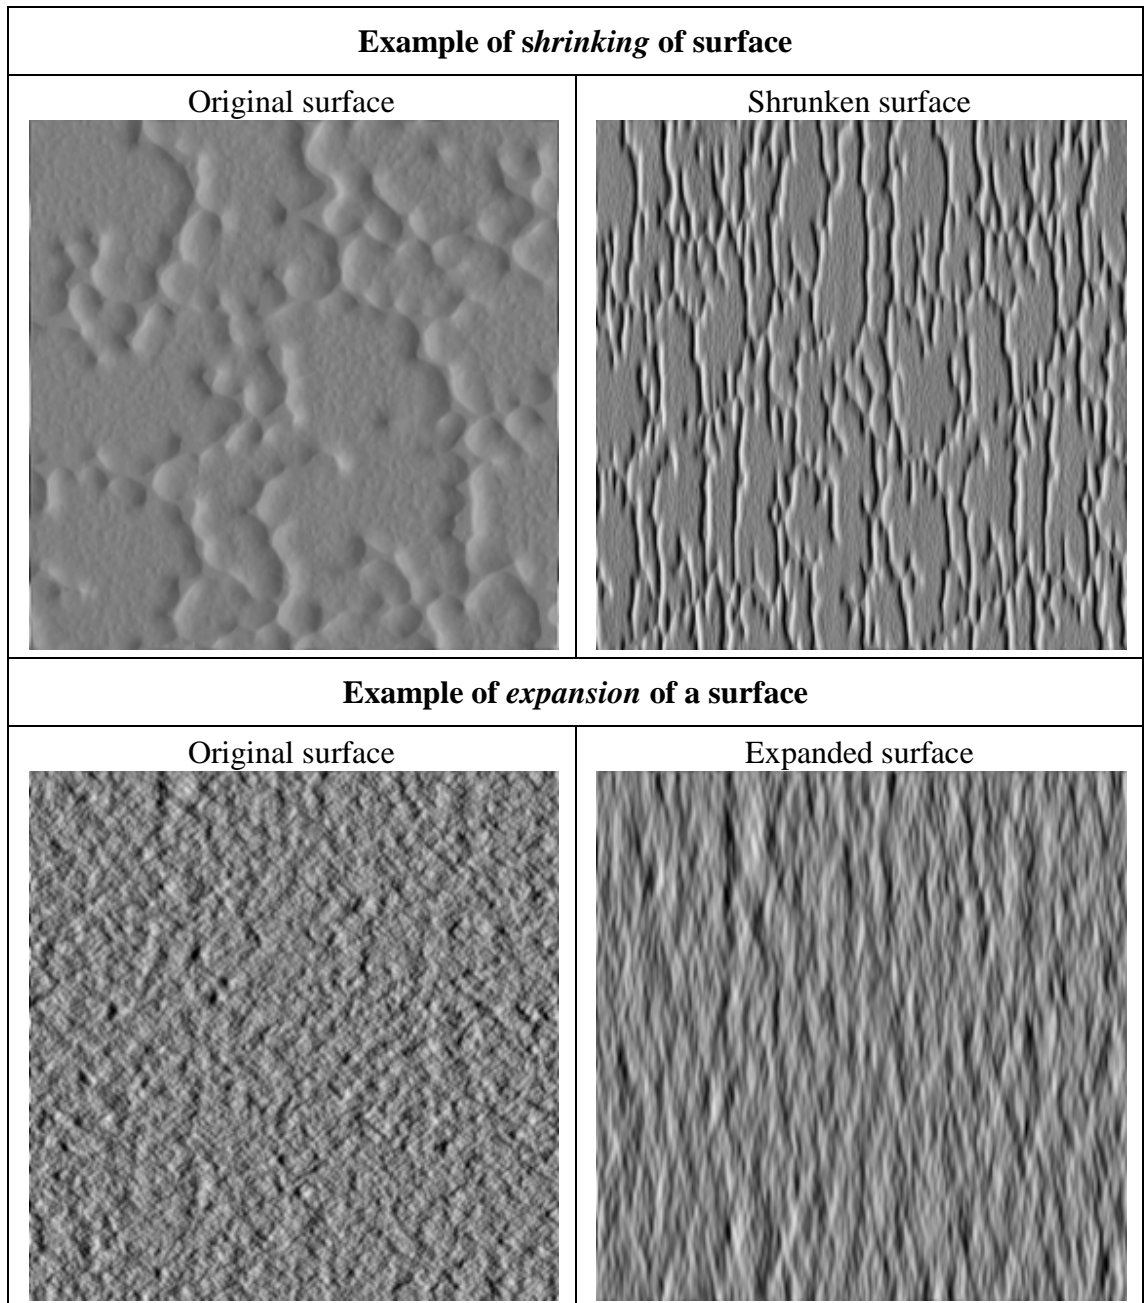 Example of shrinking of surface
Original surface
Shrunken surface
Example of expansion of a surface
Original surface
Expanded surface